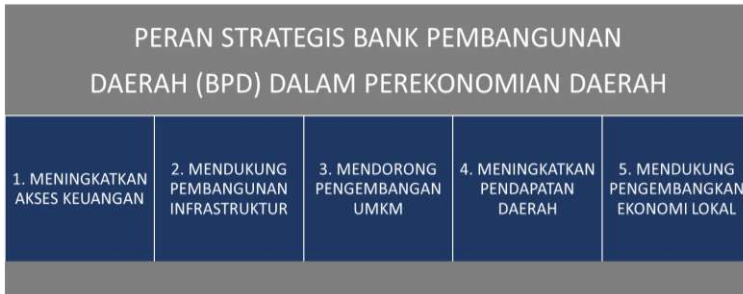 PERAN STRATEGIS BANK PEMBANGUNAN
DAERAH (BPD) DALAM PEREKONOMIAN DAERAH
1. MENINGKATKAN
AKSES KEUANGAN
2. MENDUKUNG
PEMBANGUNAN
INFRASTRUKTUR
3. MENDORONG
PENGEMBANGAN
UMKM
4. MENINGKATKAN
PENDAPATAN
DAERAH
5. MENDUKUNG
PENGEMBANGKAN
EKONOMI LOKAL